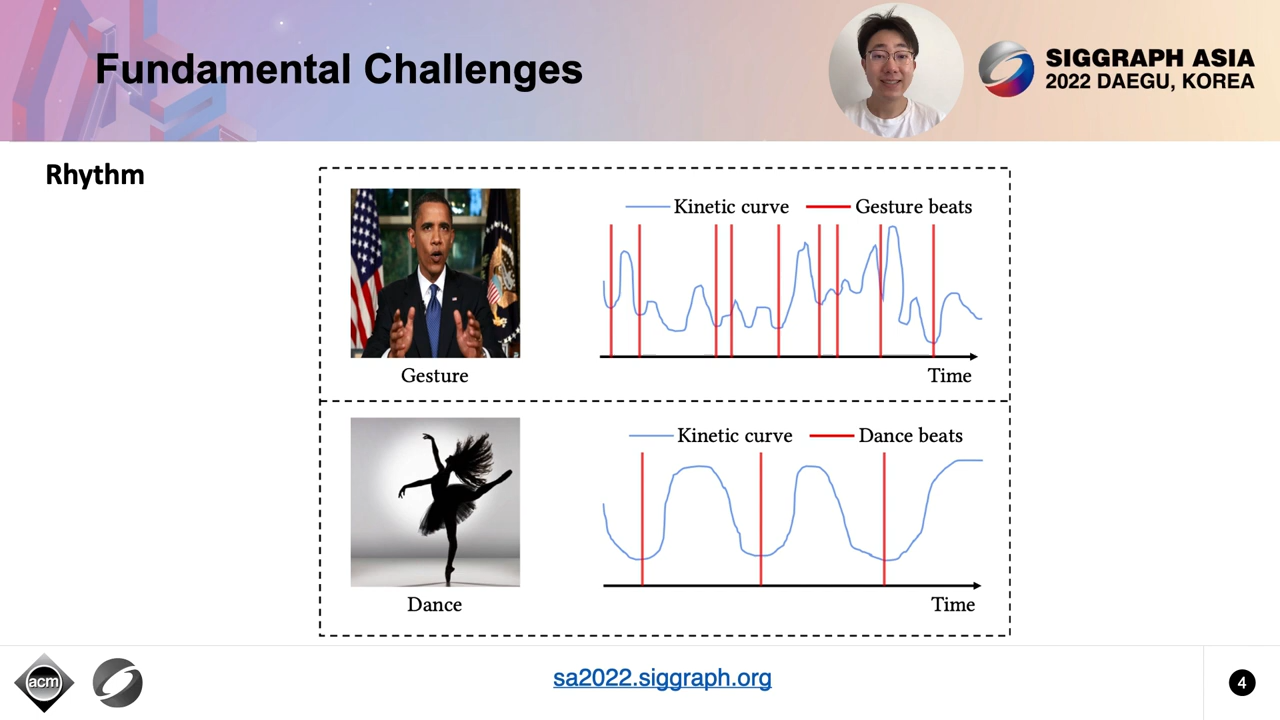 Fundamental Challenges
SIGGRAPH ASIA
2022 DAEGU, KOREA
Rhythm
Kinetic curve Gesture beats
Gesture
Time
Kinetic curve Dance beats
Dance
Time
acm
sa2022.siggraph.org
4